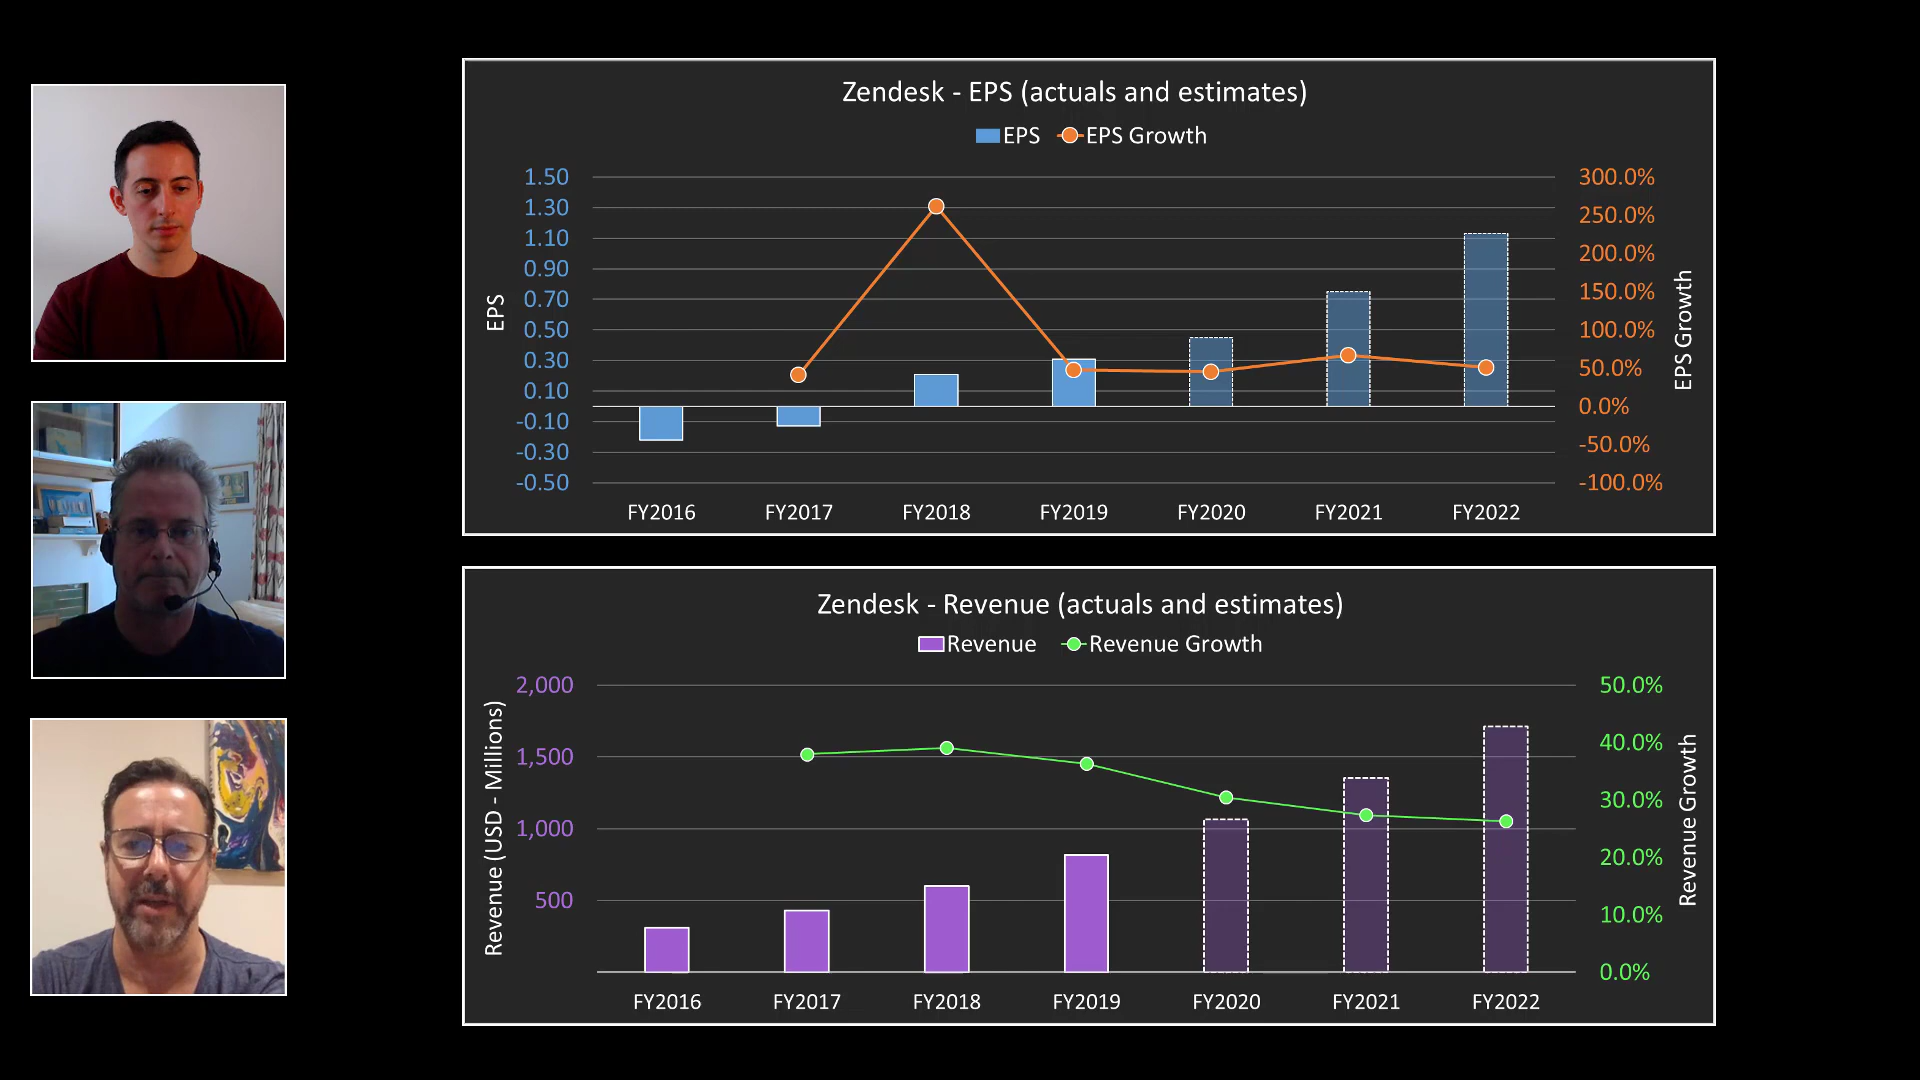 Zendesk - EPS (actuals and estimates)
EPS EPS Growth
1.50 300.0%
1.30 250.0%
1.10 200.0%
0.90 150.0%
0.70 100.0%
0.50 50.0%
0.30 0.0%
0.10 -50.0%
-0.10 -100.0%
-0.30
-0.50
EPS
EPS Growth
FY2016 FY2017 FY2018 FY2019 FY2020 FY2021 FY2022
Zendesk - Revenue (actuals and estimates)
Revenue Revenue Growth
2,000 50.0%
1,500 40.0%
1,000 30.0%
500 20.0%
10.0%
0.0%
Revenue (USD - Millions)
Revenue Growth
FY2016 FY2017 FY2018 FY2019 FY2020 FY2021 FY2022